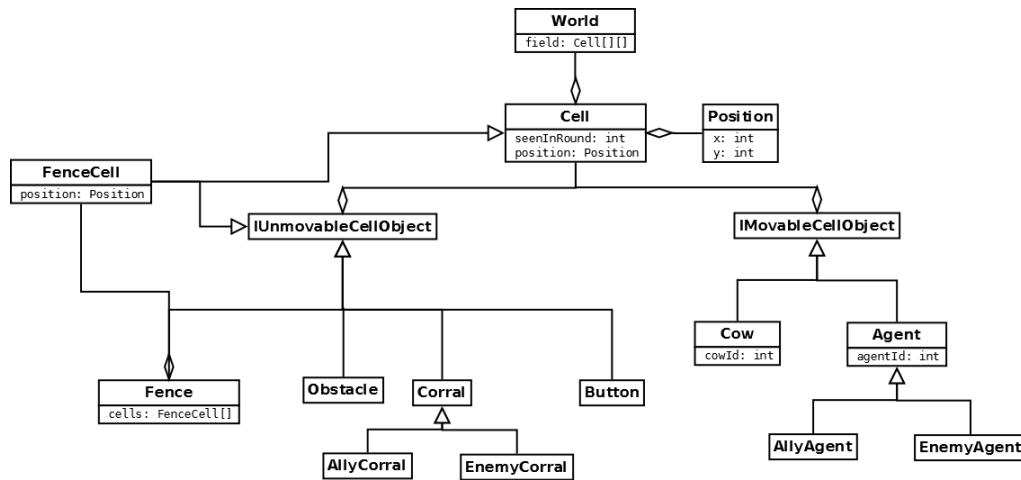 World
field: Cell[][]
Cell
seenInRound: int
position: Position
Position
x: int
y: int
FenceCell
position: Position
IUnmovableCellObject
IMovableCellObject
Cow
cowId: int
Agent
agentId: int
Fence
cells: FenceCell[]
Obstacle
Corral
Button
AllyCorral
EnemyCorral
AllyAgent
EnemyAgent